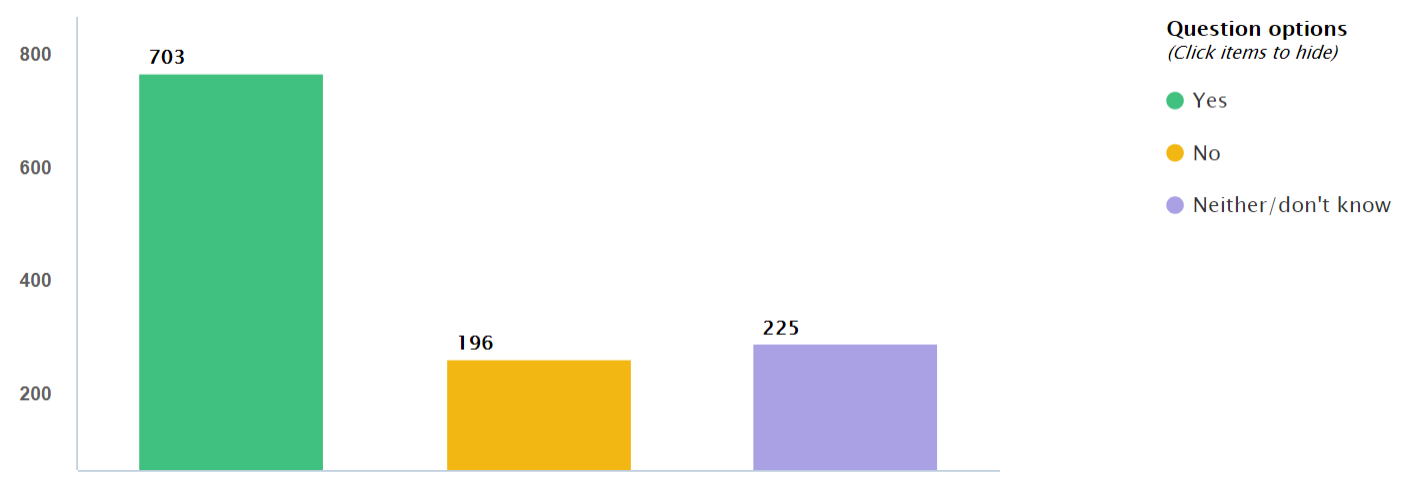 800
600
400
200
703
196
225
Question options
(Click items to hide)
Yes
No
Neither/don't know